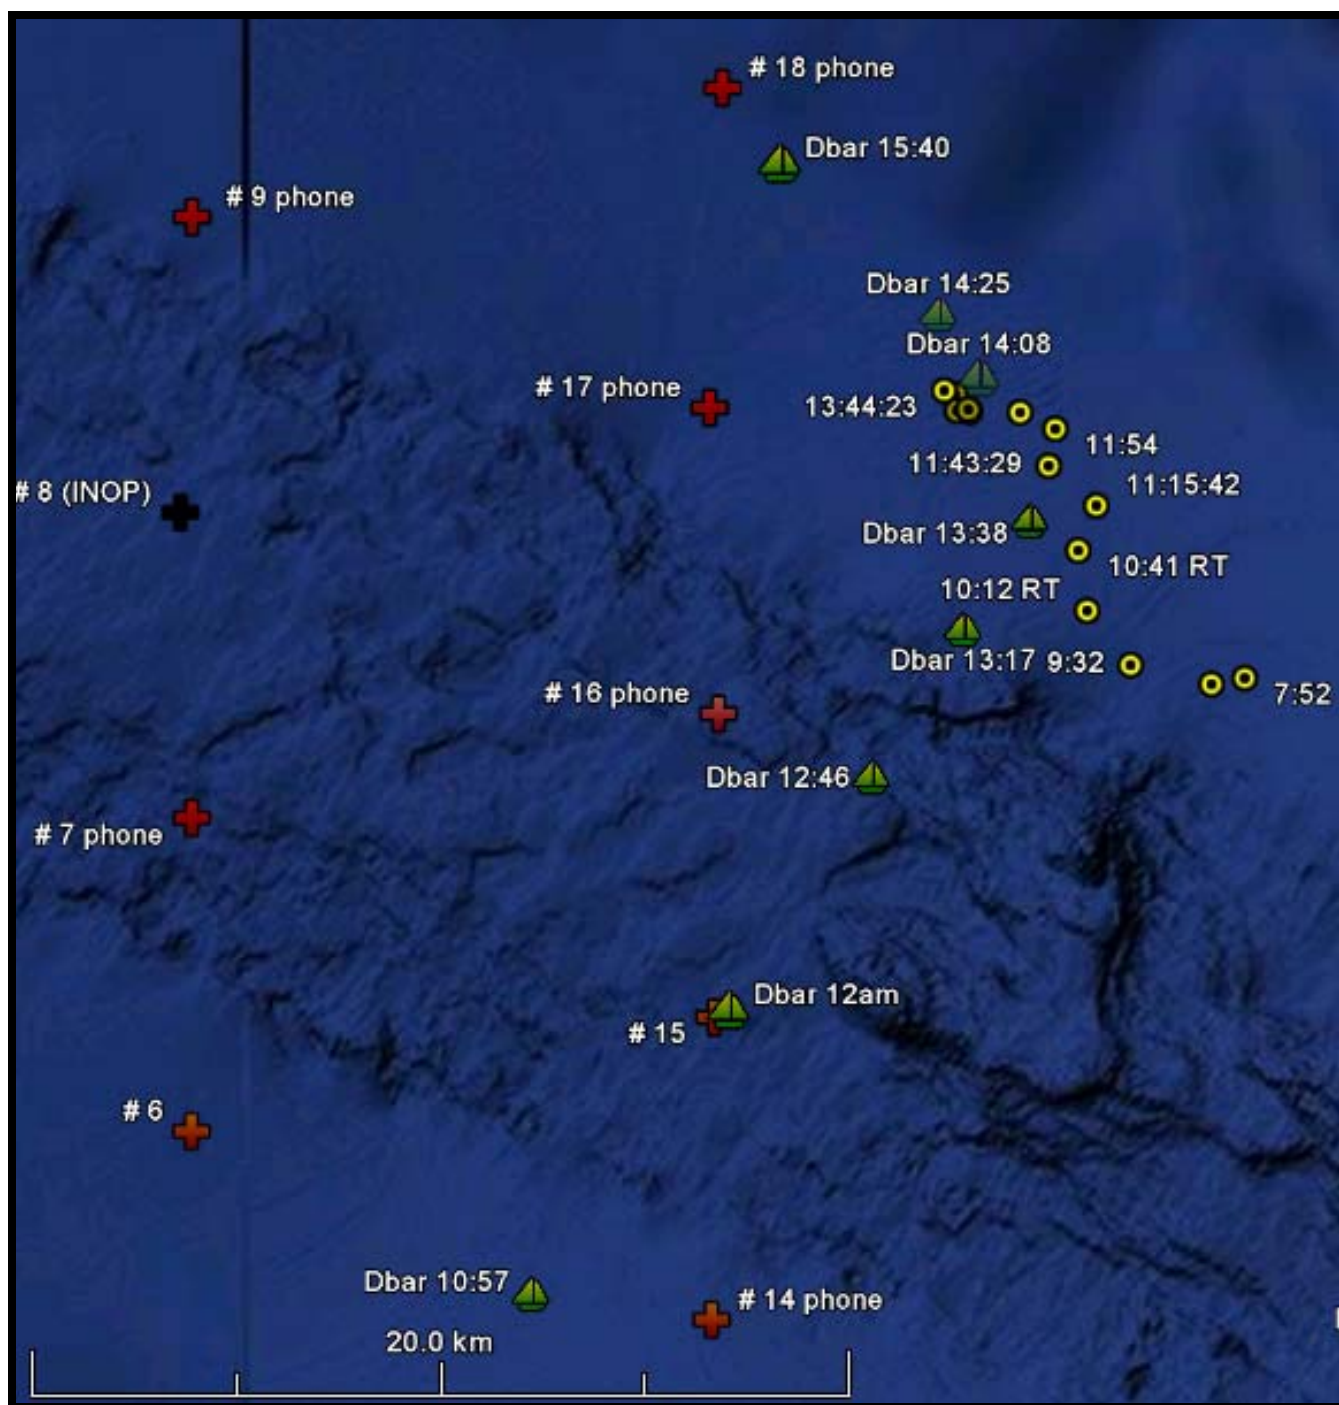 # 18 phone
Dbar 15:40
# 9 phone
Dbar 14:25
Dbar 14:08
# 17 phone
13:44:23
11:54
11:43:29
11:15:42
# 8 (INOP)
Dbar 13:38
10:41 RT
10:12 RT
Dbar 13:17
9:32
7:52
# 16 phone
Dbar 12:46
# 7 phone
Dbar 12am
# 15
# 6
Dbar 10:57
# 14 phone
20.0 km